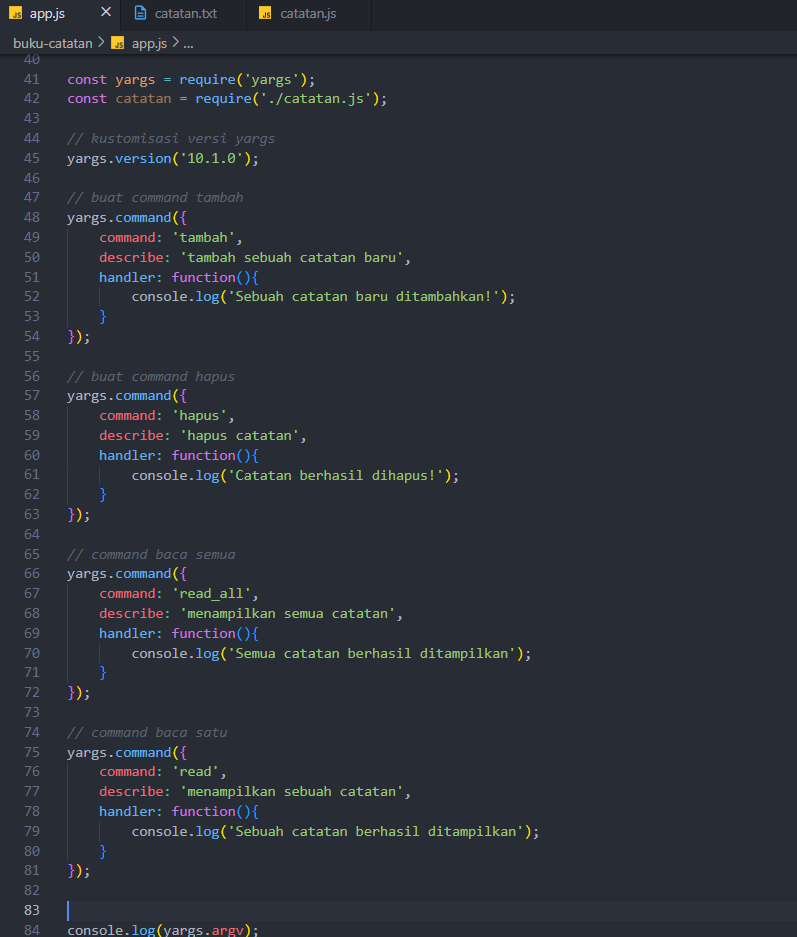 JS app.js × catatan.txt JS catatan.js
buku-catatan > JS app.js > ...
40
41 const yargs = require('yargs');
42 const catatan = require('./catatan.js');
43
44 // kustomisasi versi yargs
45 yargs.version('10.1.0');
46
47 // buat command tambah
48 yargs.command({
49     command: 'tambah',
50     describe: 'tambah sebuah catatan baru',
51     handler: function(){
52         console.log('Sebuah catatan baru ditambahkan!');
53     }
54 });
55
56 // buat command hapus
57 yargs.command({
58     command: 'hapus',
59     describe: 'hapus catatan',
60     handler: function(){
61         console.log('Catatan berhasil dihapus!');
62     }
63 });
64
65 // command baca semua
66 yargs.command({
67     command: 'read_all',
68     describe: 'menampilkan semua catatan',
69     handler: function(){
70         console.log('Semua catatan berhasil ditampilkan');
71     }
72 });
73
74 // command baca satu
75 yargs.command({
76     command: 'read',
77     describe: 'menampilkan sebuah catatan',
78     handler: function(){
79         console.log('Sebuah catatan berhasil ditampilkan');
80     }
81 });
82
83
84 console.log(yargs.argv);